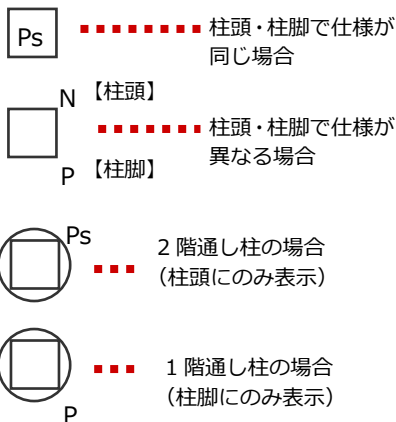 Ps
柱頭・柱脚で仕様が
同じ場合
N 【柱頭】
柱頭・柱脚で仕様が
異なる場合
P 【柱脚】
Ps
2 階通し柱の場合
（柱頭にのみ表示）
1 階通し柱の場合
（柱脚にのみ表示）
P